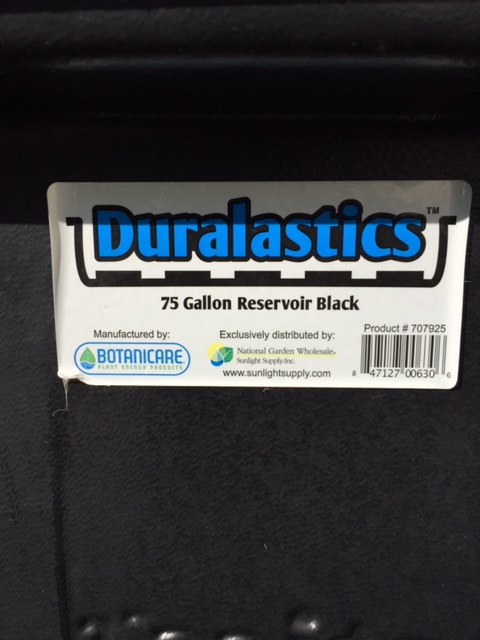 Duralastics™
75 Gallon Reservoir Black
Manufactured by:
BOTANICARE
PLANT ENERGY PRODUCTS
Exclusively distributed by:
National Garden Wholesale®
Sunlight Supply Inc.
www.sunlightsupply.com
Product # 707925
8 47127 00630 6